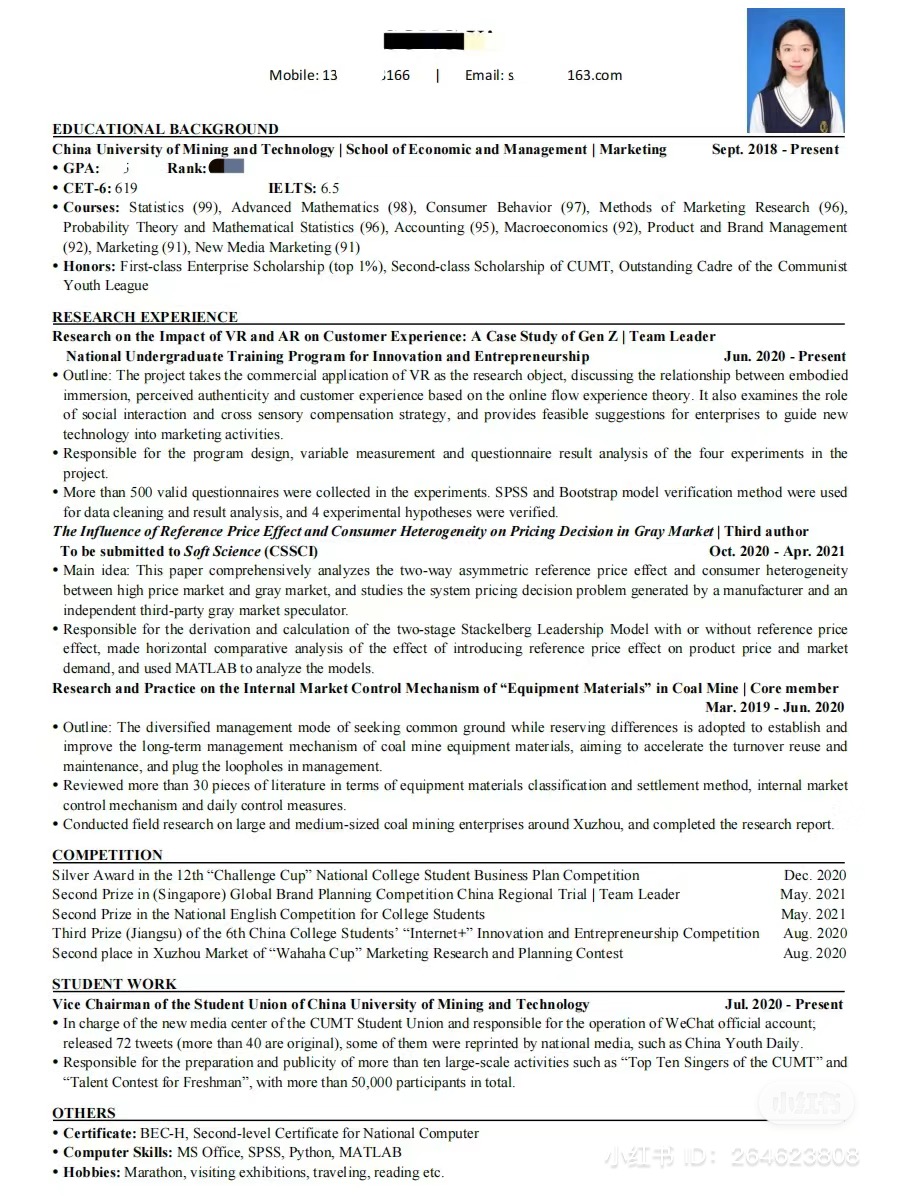 Mobile: 13 166 | Email: s 163.com
EDUCATIONAL BACKGROUND
China University of Mining and Technology | School of Economic and Management | Marketing Sept. 2018 - Present
• GPA: Rank:
• CET-6: 619 IELTS: 6.5
• Courses: Statistics (99), Advanced Mathematics (98), Consumer Behavior (97), Methods of Marketing Research (96),
Probability Theory and Mathematical Statistics (96), Accounting (95), Macroeconomics (92), Product and Brand Management
(92), Marketing (91), New Media Marketing (91)
• Honors: First-class Enterprise Scholarship (top 1%), Second-class Scholarship of CUMT, Outstanding Cadre of the Communist
Youth League
RESEARCH EXPERIENCE
Research on the Impact of VR and AR on Customer Experience: A Case Study of Gen Z | Team Leader
National Undergraduate Training Program for Innovation and Entrepreneurship Jun. 2020 - Present
• Outline: The project takes the commercial application of VR as the research object, discussing the relationship between embodied
immersion, perceived authenticity and customer experience based on the online flow experience theory. It also examines the role
of social interaction and cross sensory compensation strategy, and provides feasible suggestions for enterprises to guide new
technology into marketing activities.
• Responsible for the program design, variable measurement and questionnaire result analysis of the four experiments in the
project.
• More than 500 valid questionnaires were collected in the experiments. SPSS and Bootstrap model verification method were used
for data cleaning and result analysis, and 4 experimental hypotheses were verified.
The Influence of Reference Price Effect and Consumer Heterogeneity on Pricing Decision in Gray Market | Third author
To be submitted to Soft Science (CSSCI) Oct. 2020 - Apr. 2021
• Main idea: This paper comprehensively analyzes the two-way asymmetric reference price effect and consumer heterogeneity
between high price market and gray market, and studies the system pricing decision problem generated by a manufacturer and an
independent third-party gray market speculator.
• Responsible for the derivation and calculation of the two-stage Stackelberg Leadership Model with or without reference price
effect, made horizontal comparative analysis of the effect of introducing reference price effect on product price and market
demand, and used MATLAB to analyze the models.
Research and Practice on the Internal Market Control Mechanism of “Equipment Materials” in Coal Mine | Core member
Mar. 2019 - Jun. 2020
• Outline: The diversified management mode of seeking common ground while reserving differences is adopted to establish and
improve the long-term management mechanism of coal mine equipment materials, aiming to accelerate the turnover reuse and
maintenance, and plug the loopholes in management.
• Reviewed more than 30 pieces of literature in terms of equipment materials classification and settlement method, internal market
control mechanism and daily control measures.
• Conducted field research on large and medium-sized coal mining enterprises around Xuzhou, and completed the research report.
COMPETITION
Silver Award in the 12th “Challenge Cup” National College Student Business Plan Competition Dec. 2020
Second Prize in (Singapore) Global Brand Planning Competition China Regional Trial | Team Leader May. 2021
Second Prize in the National English Competition for College Students May. 2021
Third Prize (Jiangsu) of the 6th China College Students’ “Internet+” Innovation and Entrepreneurship Competition Aug. 2020
Second place in Xuzhou Market of “Wahaha Cup” Marketing Research and Planning Contest Aug. 2020
STUDENT WORK
Vice Chairman of the Student Union of China University of Mining and Technology Jul. 2020 - Present
• In charge of the new media center of the CUMT Student Union and responsible for the operation of WeChat official account;
released 72 tweets (more than 40 are original), some of them were reprinted by national media, such as China Youth Daily.
• Responsible for the preparation and publicity of more than ten large-scale activities such as “Top Ten Singers of the CUMT” and
“Talent Contest for Freshman”, with more than 50,000 participants in total.
小红书
OTHERS
• Certificate: BEC-H, Second-level Certificate for National Computer
• Computer Skills: MS Office, SPSS, Python, MATLAB
• Hobbies: Marathon, visiting exhibitions, traveling, reading etc.
小红书 ID: 264623808